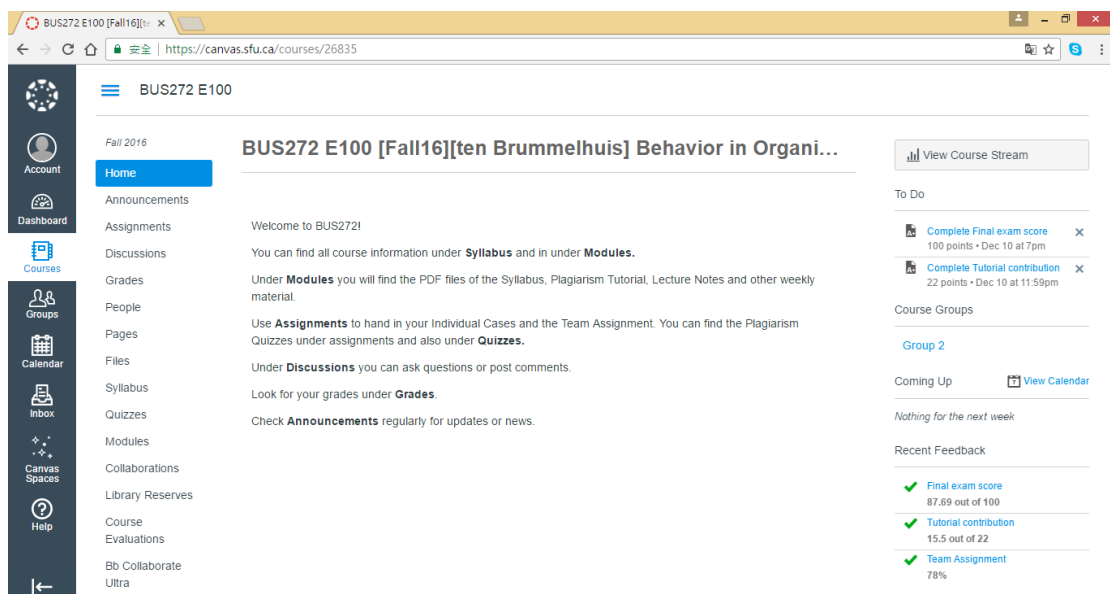 BUS272 E100 [Fall16][te
安全 | https://canvas.sfu.ca/courses/26835
BUS272 E100
Account
Dashboard
Courses
Groups
Calendar
Inbox
Canvas
Spaces
Help
Fall 2016
Home
Announcements
Assignments
Discussions
Grades
People
Pages
Files
Syllabus
Quizzes
Modules
Collaborations
Library Reserves
Course
Evaluations
Bb Collaborate
Ultra
BUS272 E100 [Fall16][ten Brummelhuis] Behavior in Organi...
Welcome to BUS272!
You can find all course information under Syllabus and in under Modules.
Under Modules you will find the PDF files of the Syllabus, Plagiarism Tutorial, Lecture Notes and other weekly
material.
Use Assignments to hand in your Individual Cases and the Team Assignment. You can find the Plagiarism
Quizzes under assignments and also under Quizzes.
Under Discussions you can ask questions or post comments.
Look for your grades under Grades.
Check Announcements regularly for updates or news.
View Course Stream
To Do
Complete Final exam score
100 points • Dec 10 at 7pm
Complete Tutorial contribution
22 points • Dec 10 at 11:59pm
Course Groups
Group 2
Coming Up
7 View Calendar
Nothing for the next week
Recent Feedback
Final exam score
87.69 out of 100
Tutorial contribution
15.5 out of 22
Team Assignment
78%